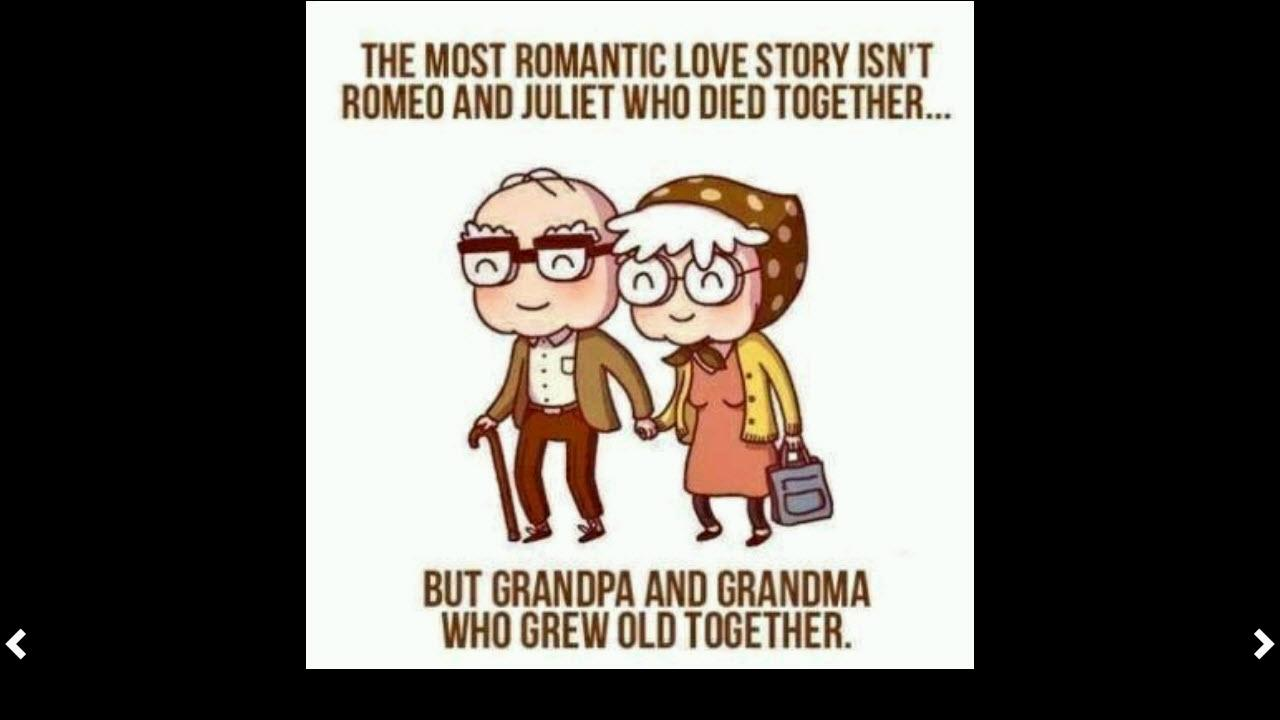 THE MOST ROMANTIC LOVE STORY ISN'T
ROMEO AND JULIET WHO DIED TOGETHER...
BUT GRANDPA AND GRANDMA
WHO GREW OLD TOGETHER.